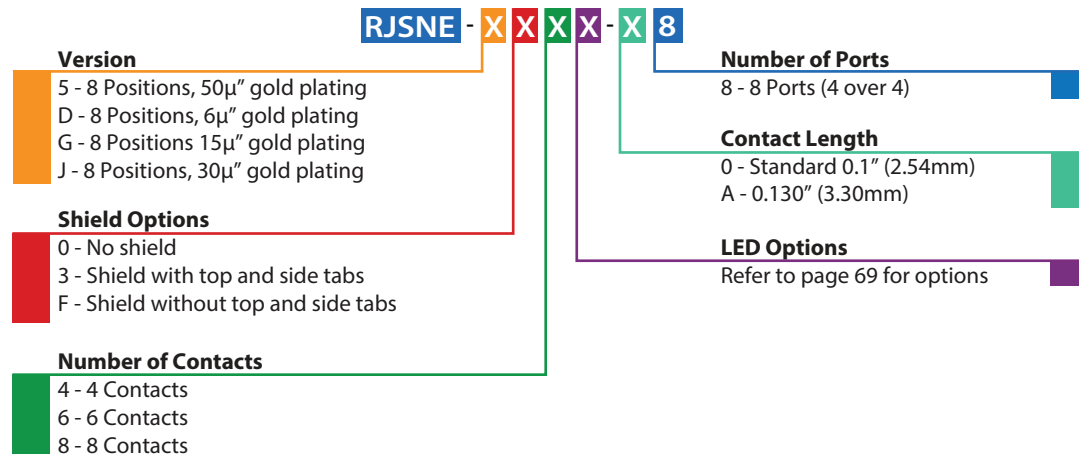 RJSNE - X X X X - X 8
Version
5 - 8 Positions, 50µ” gold plating
D - 8 Positions, 6µ” gold plating
G - 8 Positions 15µ” gold plating
J - 8 Positions, 30µ” gold plating
Shield Options
0 - No shield
3 - Shield with top and side tabs
F - Shield without top and side tabs
Number of Contacts
4 - 4 Contacts
6 - 6 Contacts
8 - 8 Contacts
Number of Ports
8 - 8 Ports (4 over 4)
Contact Length
0 - Standard 0.1” (2.54mm)
A - 0.130” (3.30mm)
LED Options
Refer to page 69 for options